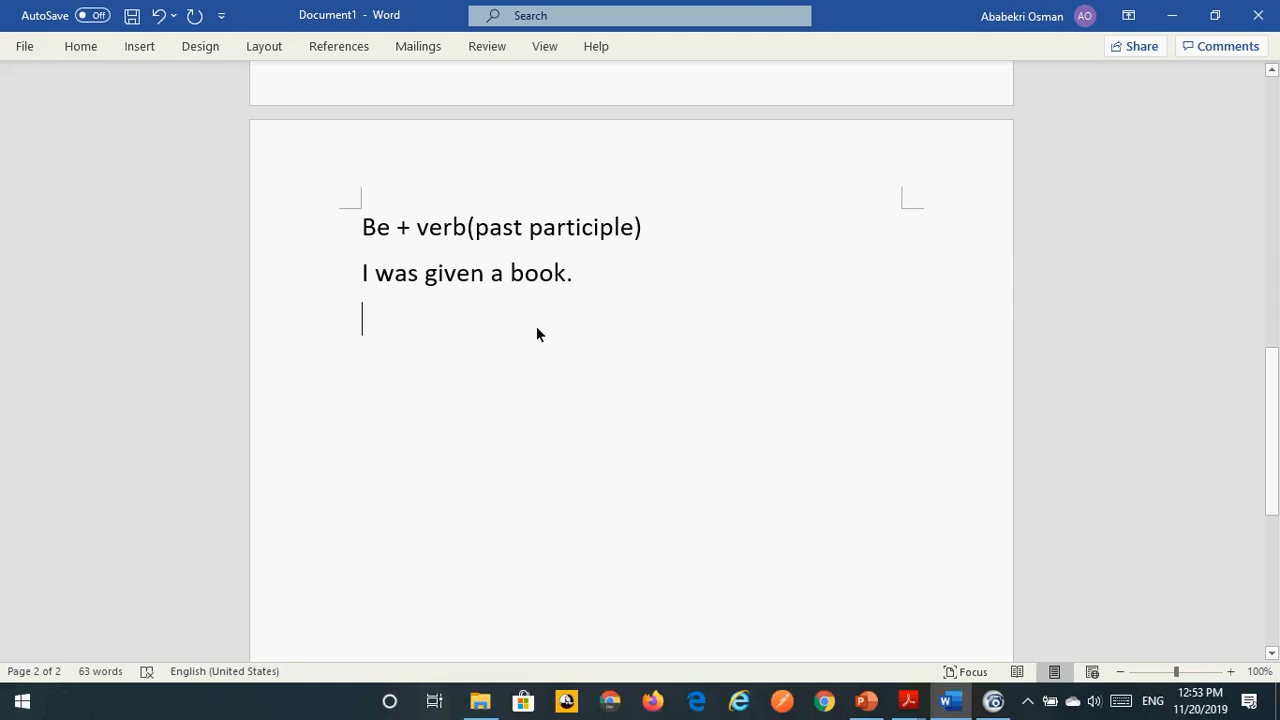 AutoSave Off Document1 - Word Search Ababekri Osman AO
File Home Insert Design Layout References Mailings Review View Help Share Comments
Be + verb(past participle)
I was given a book.
Page 2 of 2 63 words English (United States) Focus 100%
ENG 12:53 PM
11/20/2019